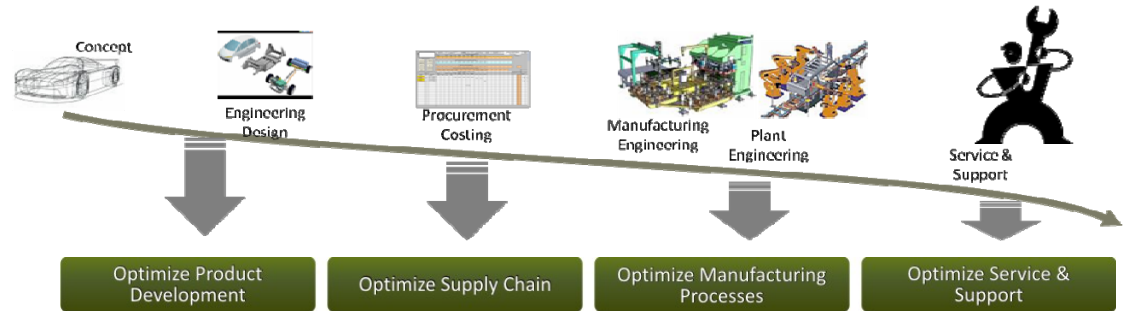 Concept
Engineering
Design
Procurement
Costing
Manufacturing
Engineering
Plant
Engineering
Service &
Support
Optimize Product
Development
Optimize Supply Chain
Optimize Manufacturing
Processes
Optimize Service &
Support